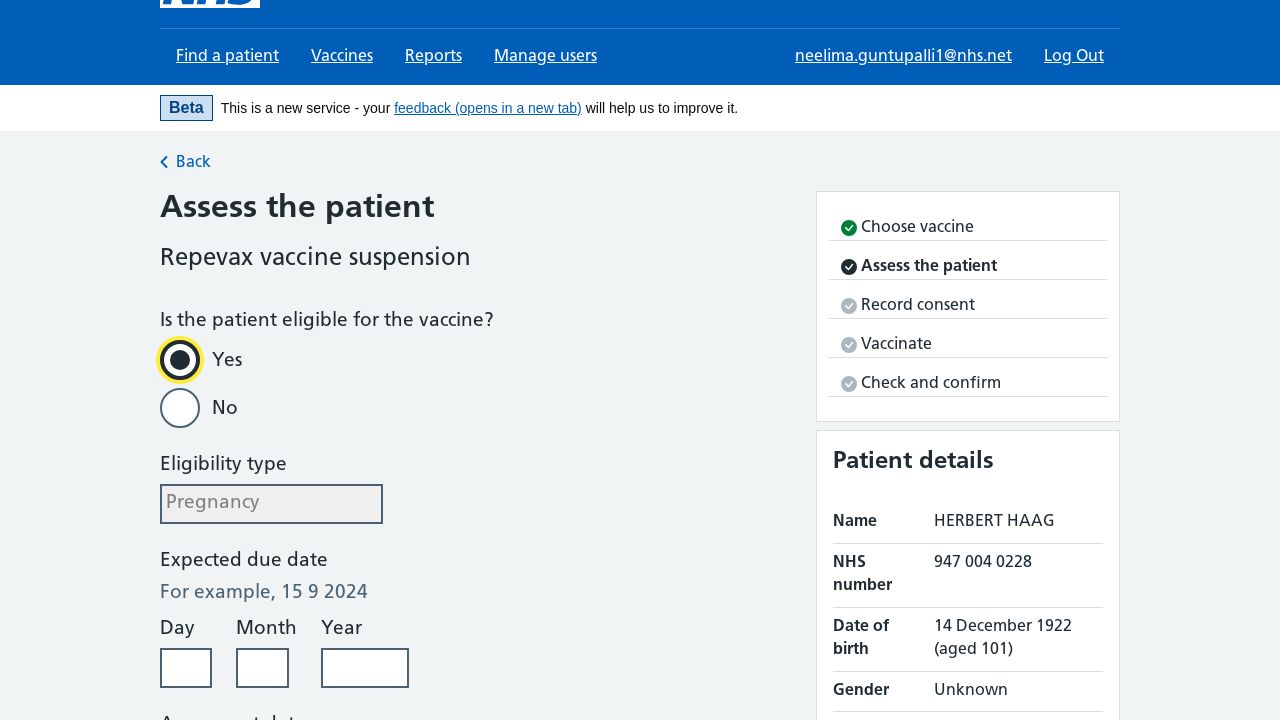 NHS
Find a patient
Vaccines
Reports
Manage users
neelima.guntupalli1@nhs.net
Log Out
Beta
This is a new service - your feedback (opens in a new tab) will help us to improve it.
Back
Assess the patient
Repevax vaccine suspension
Is the patient eligible for the vaccine?
Yes
No
Eligibility type
Pregnancy
Expected due date
For example, 15 9 2024
Day
Month
Year
Choose vaccine
Assess the patient
Record consent
Vaccinate
Check and confirm
Patient details
Name
HERBERT HAAG
NHS number
947 004 0228
Date of birth
14 December 1922
(aged 101)
Gender
Unknown